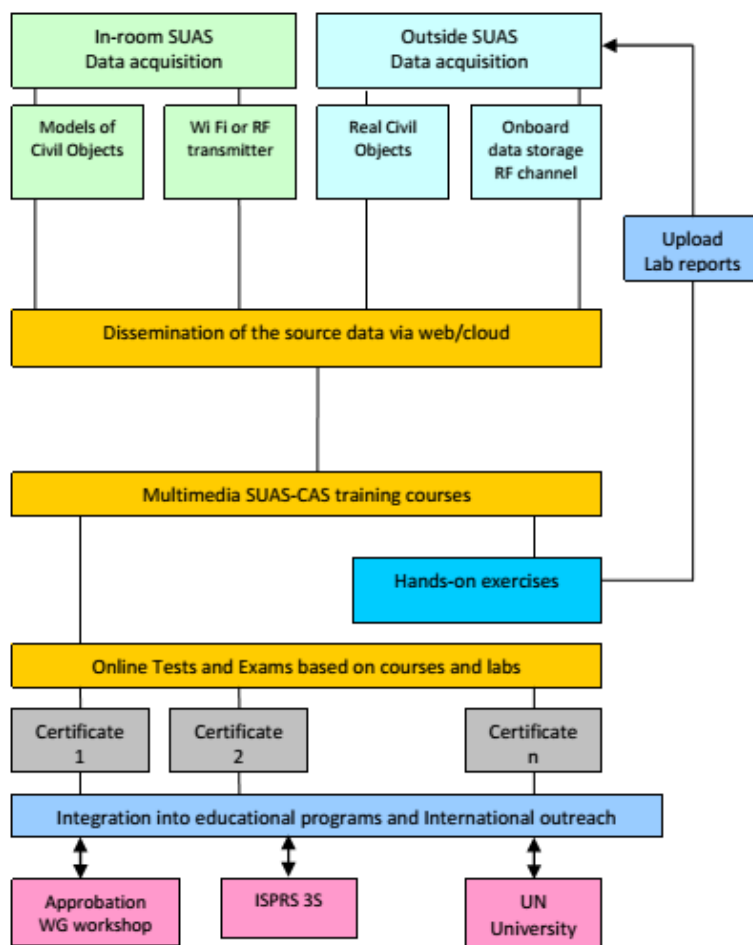 In-room SUAS
Data acquisition
Outside SUAS
Data acquisition
Models of
Civil Objects
Wi Fi or RF
transmitter
Real Civil
Objects
Onboard
data storage
RF channel
Upload
Lab reports
Dissemination of the source data via web/cloud
Multimedia SUAS-CAS training courses
Hands-on exercises
Online Tests and Exams based on courses and labs
Certificate
1
Certificate
2
Certificate
n
Integration into educational programs and International outreach
Approbation
WG workshop
ISPRS 3S
UN
University